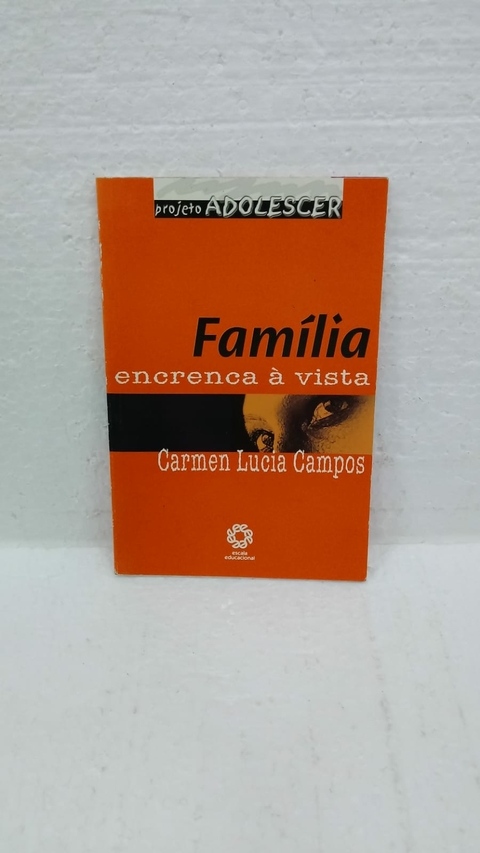 projeto ADOLESCER
Família
encrenca à vista
Carmen Lucia Campos
escala
educacional